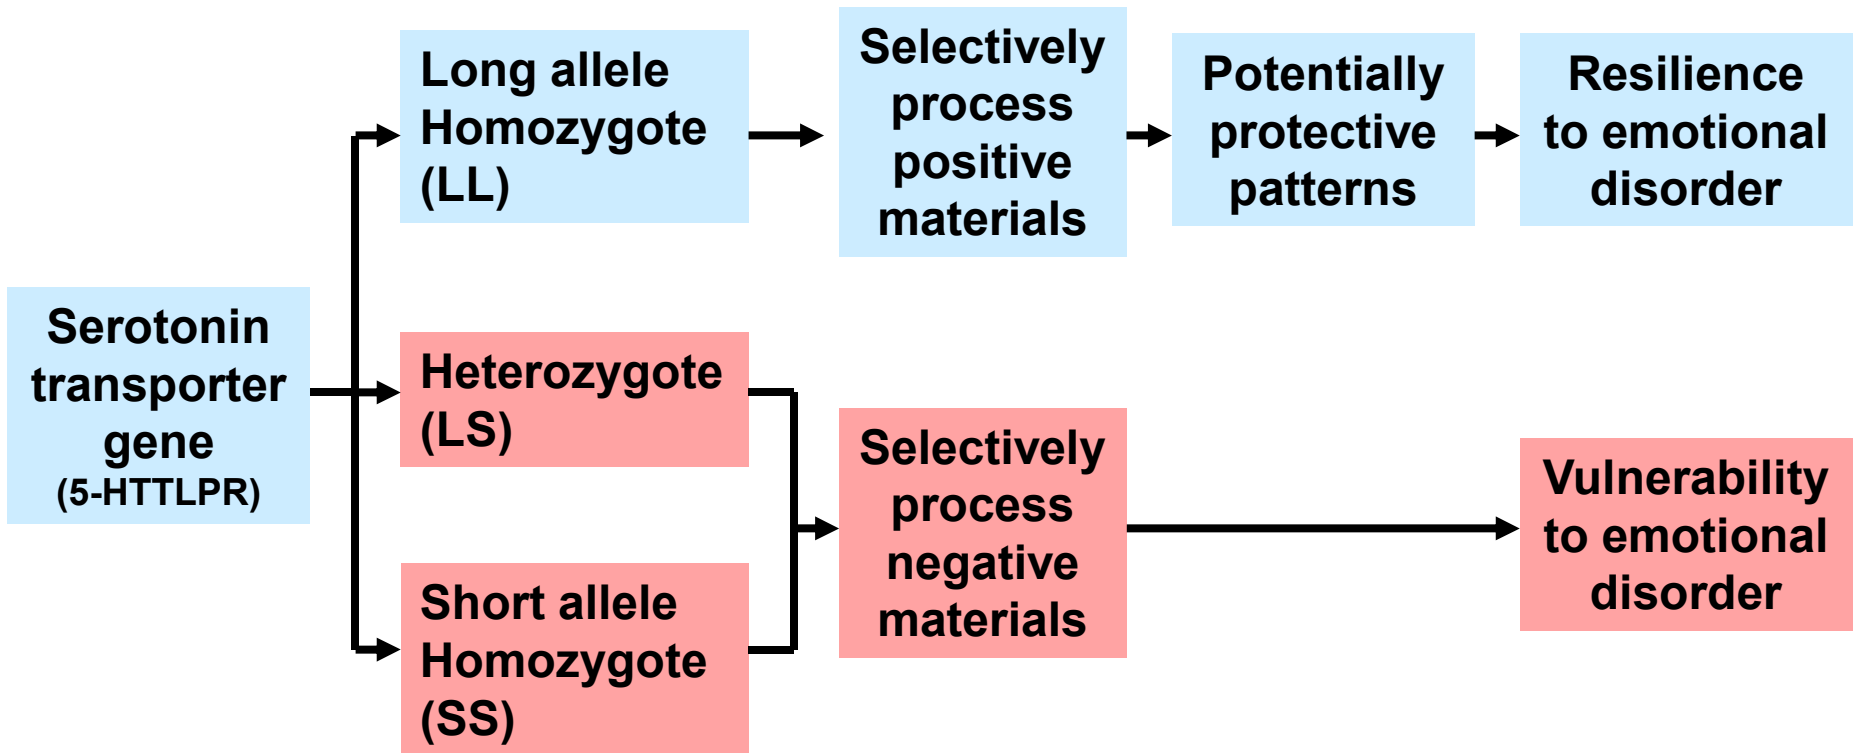 Serotonin
transporter
gene
(5-HTTLPR)
Long allele
Homozygote
(LL)
Selectively
process
positive
materials
Potentially
protective
patterns
Resilience
to emotional
disorder
Heterozygote
(LS)
Short allele
Homozygote
(SS)
Selectively
process
negative
materials
Vulnerability
to emotional
disorder